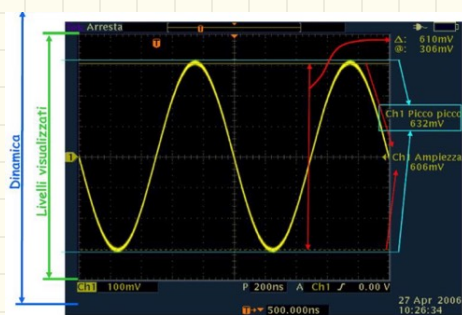 Arresta
Δ: 610mV
@: 306mV
Ch1 Picco picco
632mV
Ch1 Ampiezza
606mV
Dinamica
Livelli visualizzati
1
Ch1 100mV P 200ns A Ch1 0.00 V
T 500.000ns
27 Apr 2006
10:26:34